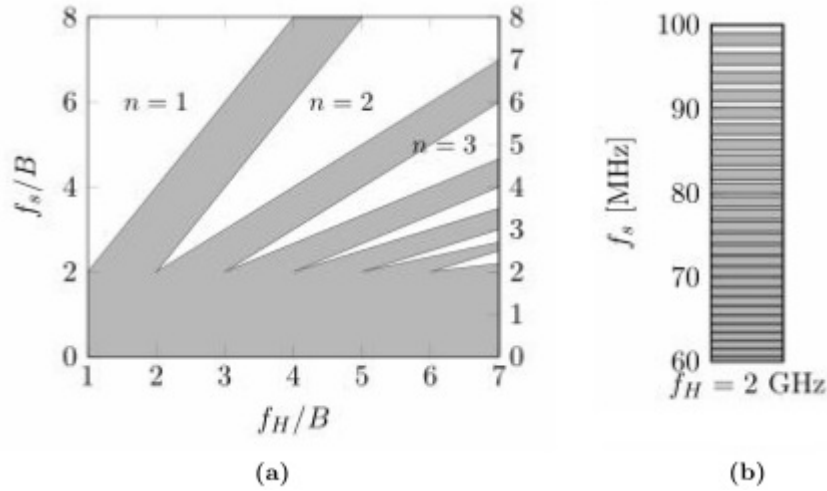 8
6
4
2
0
f_s/B
n = 1
n = 2
n = 3
8
7
6
5
4
3
2
1
0
1 2 3 4 5 6 7
f_H/B
(a)
100
90
80
70
60
f_s [MHz]
f_H = 2 GHz
(b)